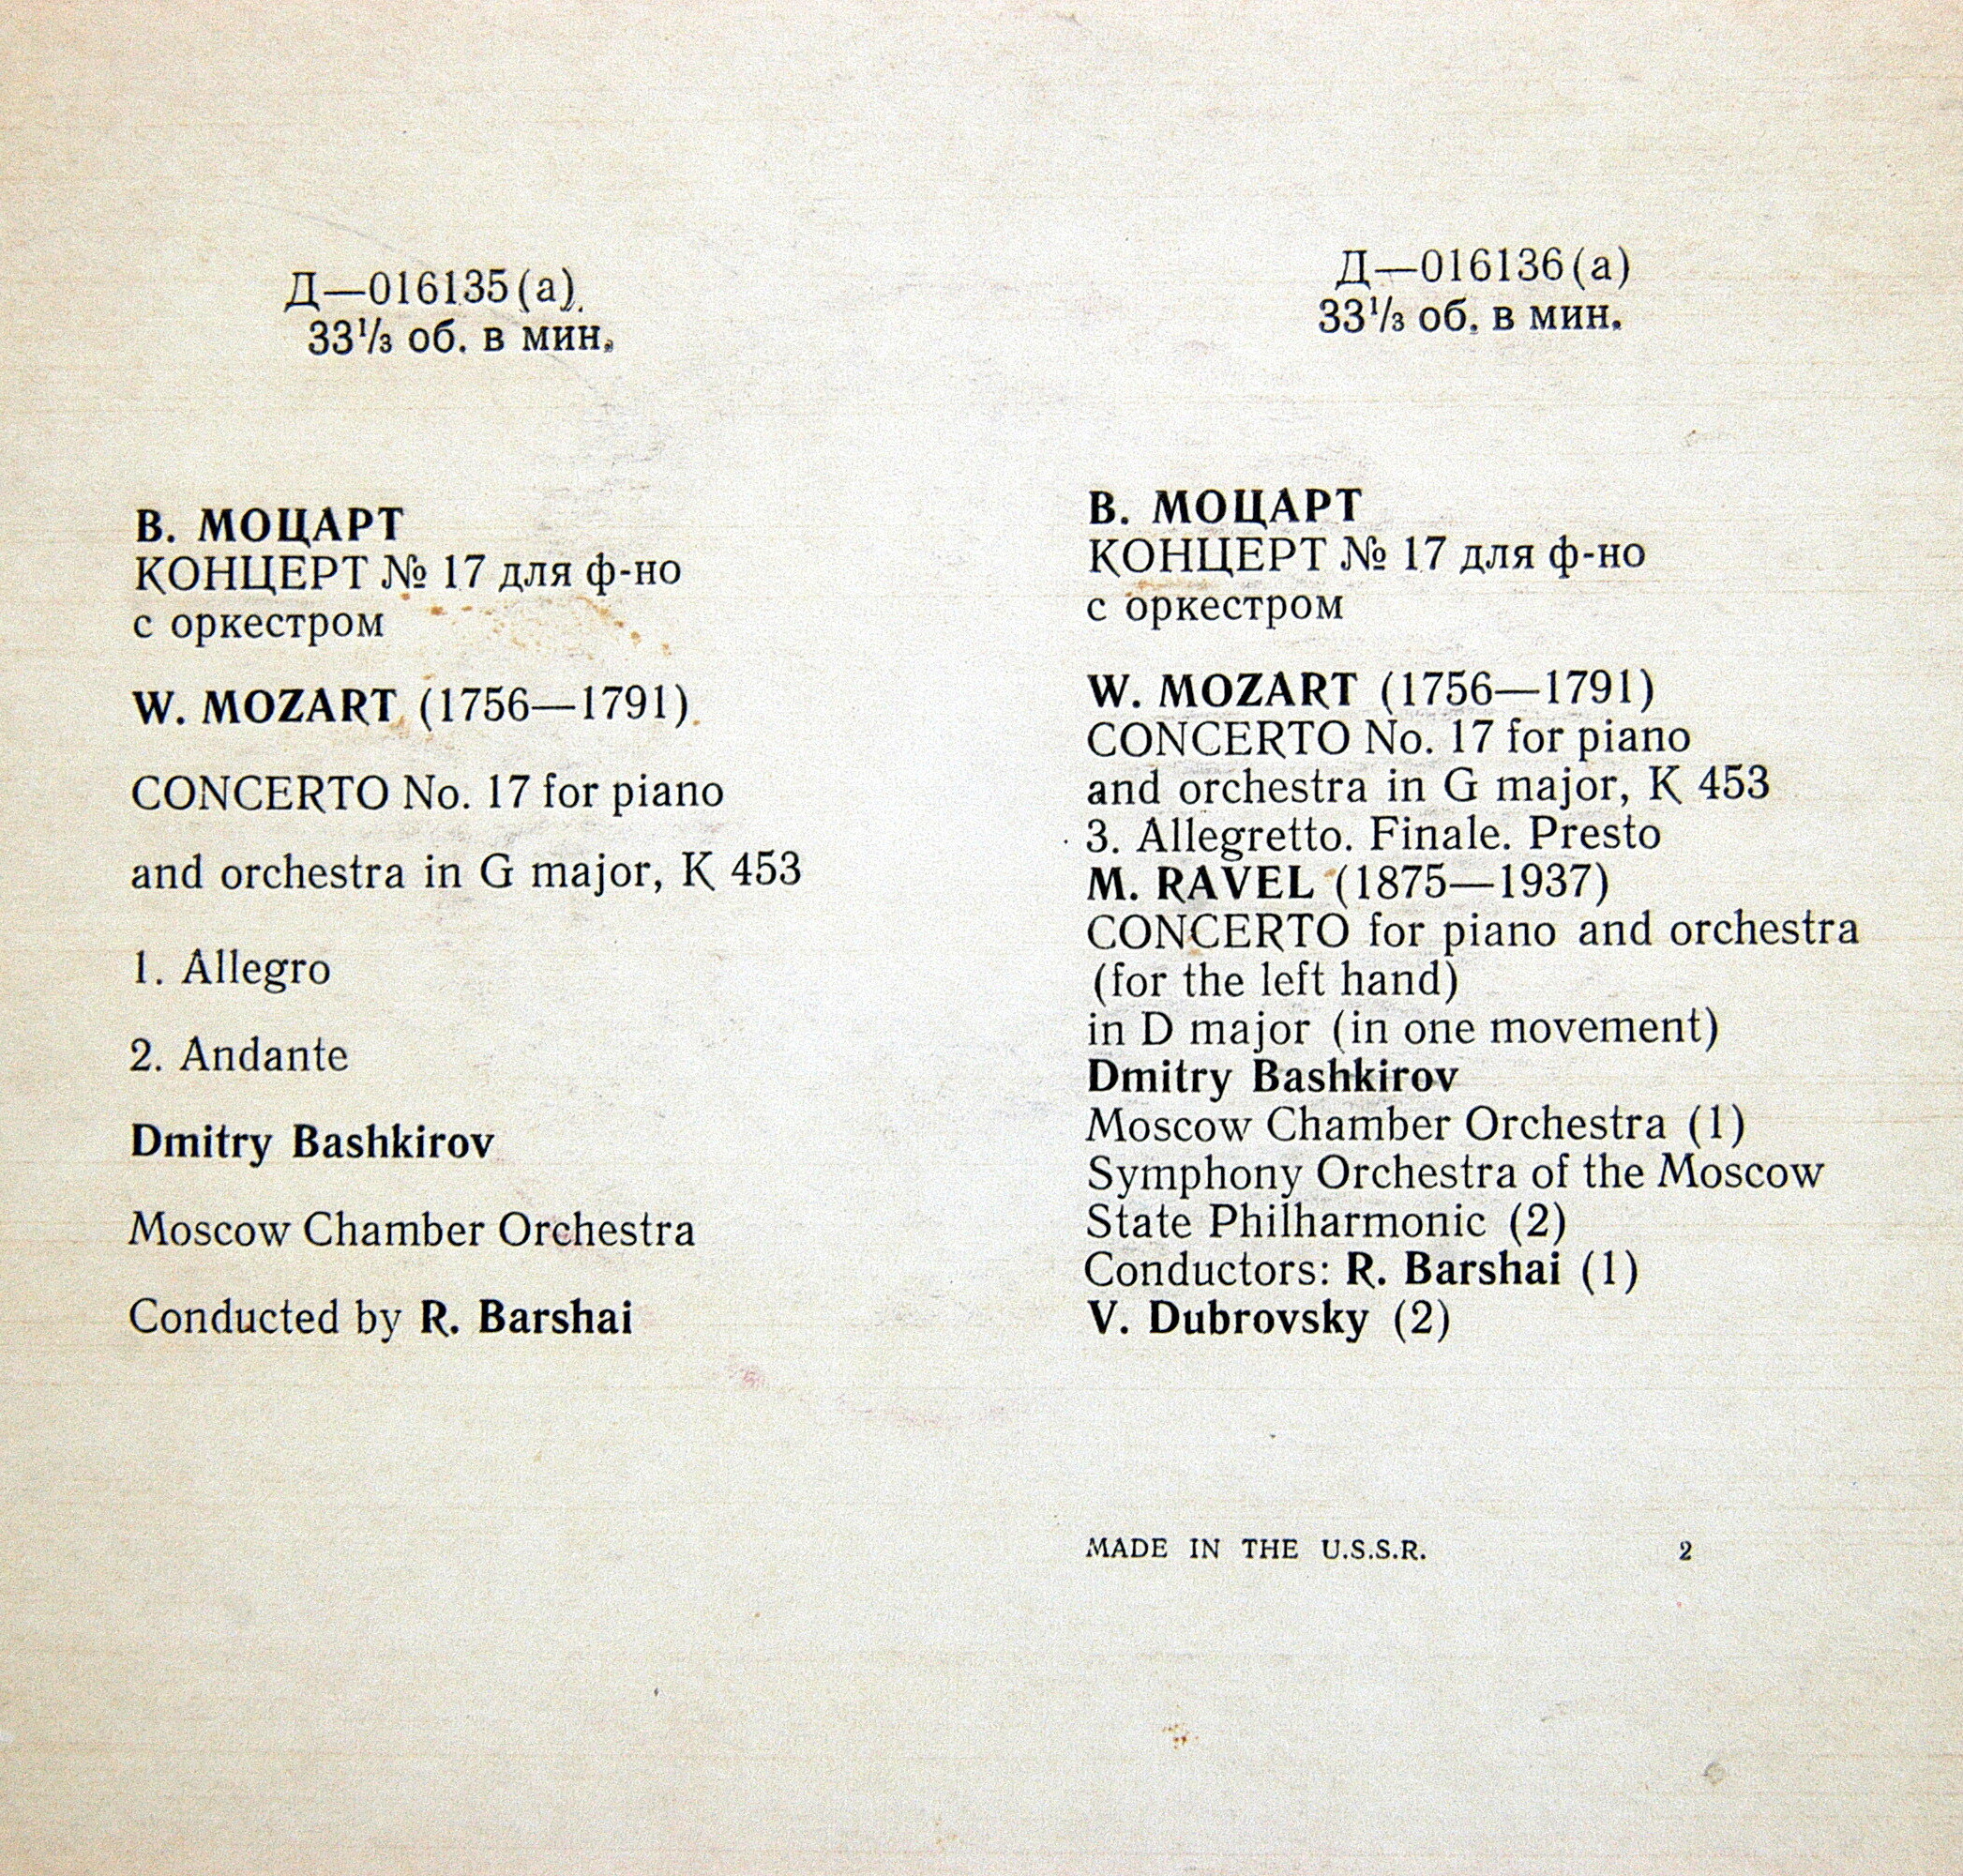 Д—016135(а)
33¹/₃ об. в мин.
В. МОЦАРТ
КОНЦЕРТ № 17 для ф-но
с оркестром
W. MOZART (1756—1791)
CONCERTO No. 17 for piano
and orchestra in G major, K 453
1. Allegro
2. Andante
Dmitry Bashkirov
Moscow Chamber Orchestra
Conducted by R. Barshai
Д—016136(а)
33¹/₃ об. в мин.
В. МОЦАРТ
КОНЦЕРТ № 17 для ф-но
с оркестром
W. MOZART (1756—1791)
CONCERTO No. 17 for piano
and orchestra in G major, K 453
3. Allegretto. Finale. Presto
M. RAVEL (1875—1937)
CONCERTO for piano and orchestra
(for the left hand)
in D major (in one movement)
Dmitry Bashkirov
Moscow Chamber Orchestra (1)
Symphony Orchestra of the Moscow
State Philharmonic (2)
Conductors: R. Barshai (1)
V. Dubrovsky (2)
MADE IN THE U.S.S.R. 2